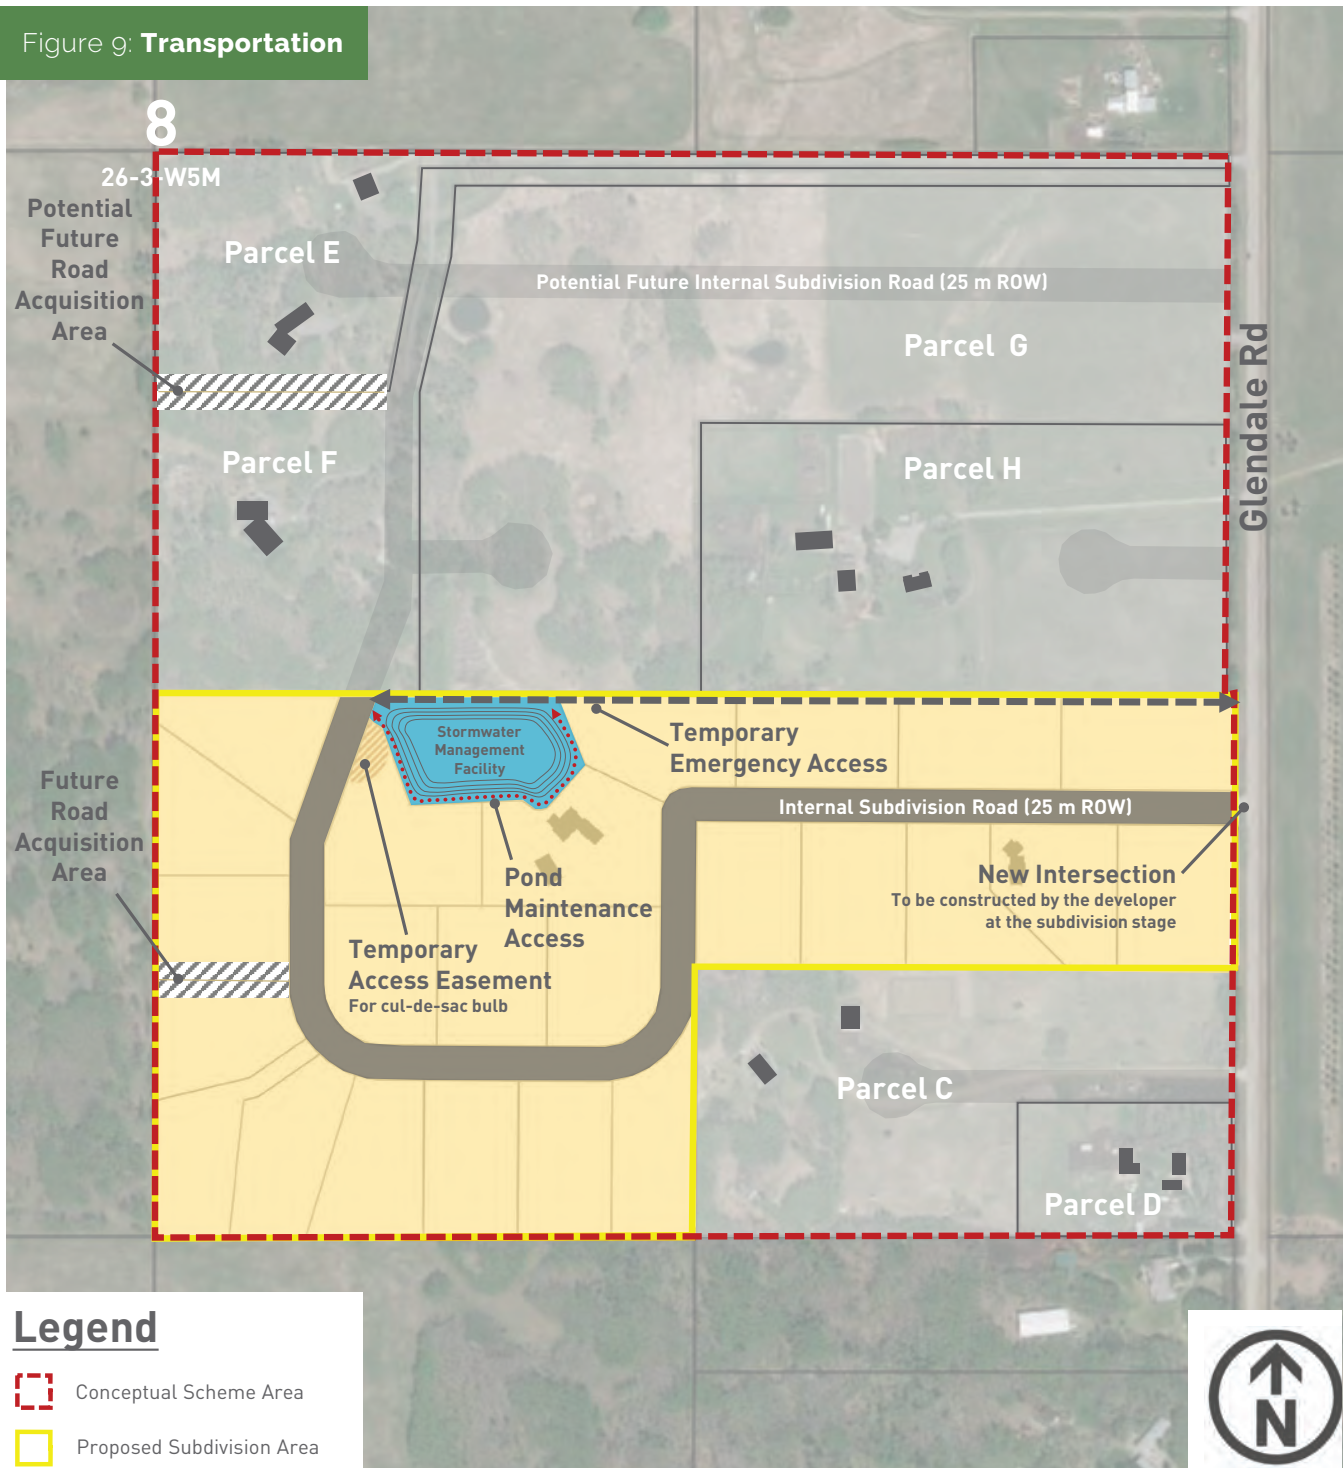 Figure 9: Transportation
8
26-3-W5M
Potential
Future
Road
Acquisition
Area
Parcel E
Potential Future Internal Subdivision Road (25 m ROW)
Parcel G
Glendale Rd
Parcel F
Parcel H
Stormwater
Management
Facility
Temporary
Emergency Access
Internal Subdivision Road (25 m ROW)
Future
Road
Acquisition
Area
New Intersection
To be constructed by the developer
at the subdivision stage
Pond
Maintenance
Access
Temporary
Access Easement
For cul-de-sac bulb
Parcel C
Parcel D
Legend
Conceptual Scheme Area
Proposed Subdivision Area
N